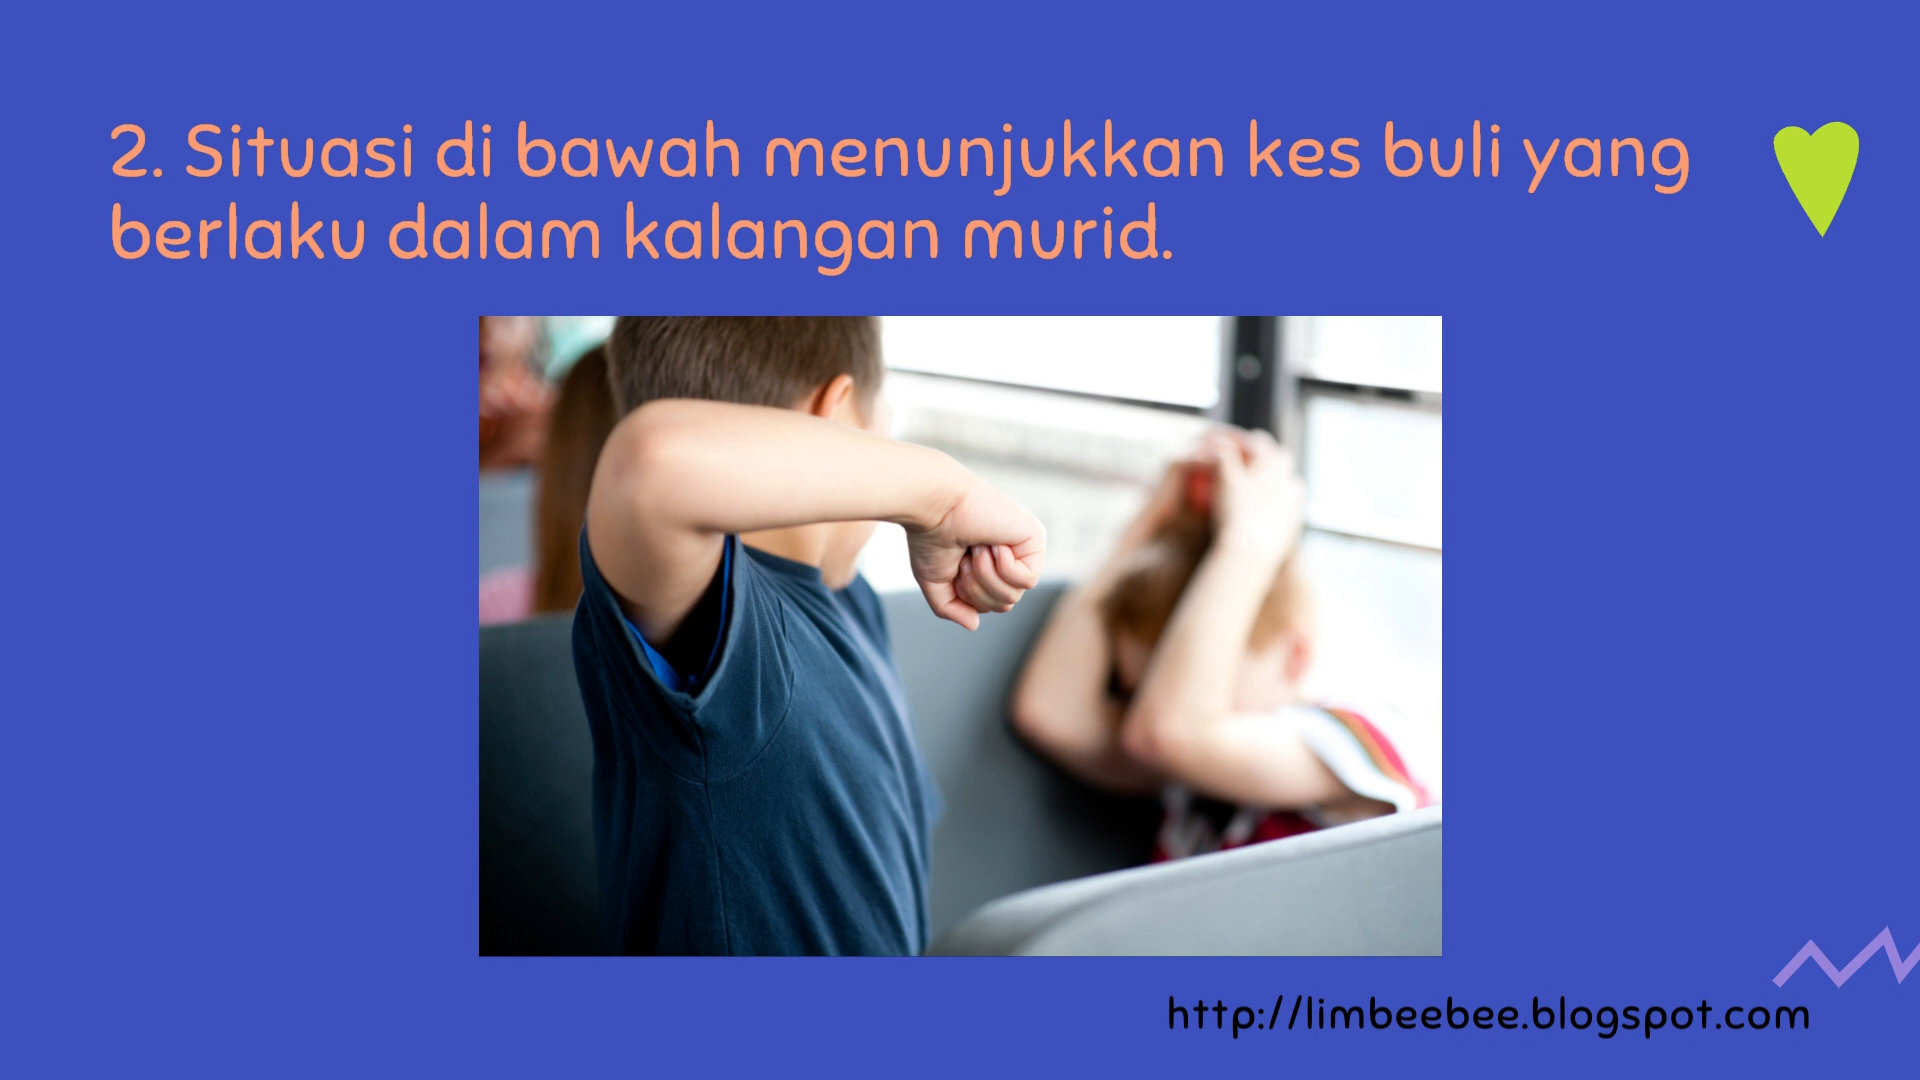 2. Situasi di bawah menunjukkan kes buli yang
berlaku dalam kalangan murid.
http://limbeebee.blogspot.com